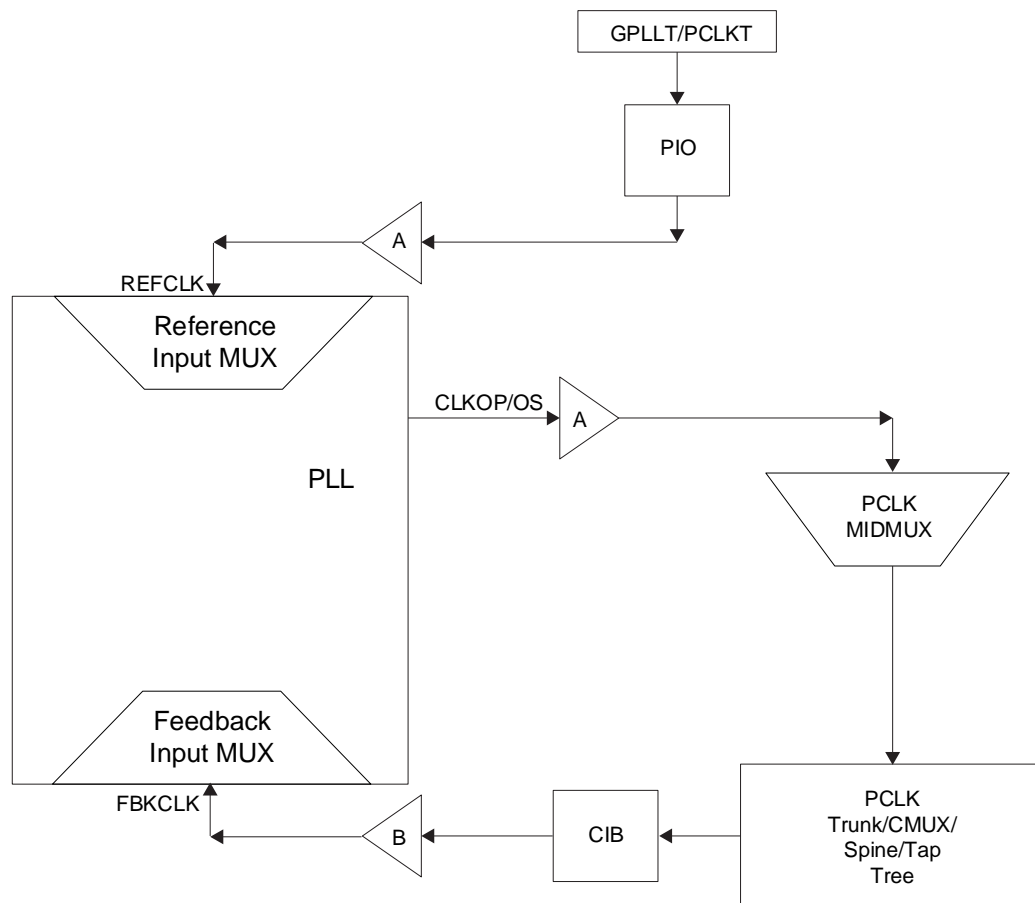 GPLLT/PCLKT
PIO
A
REFCLK
Reference
Input MUX
CLKOP/OS
A
PLL
PCLK
MIDMUX
Feedback
Input MUX
FBKCLK
B
CIB
PCLK
Trunk/CMUX/
Spine/Tap
Tree